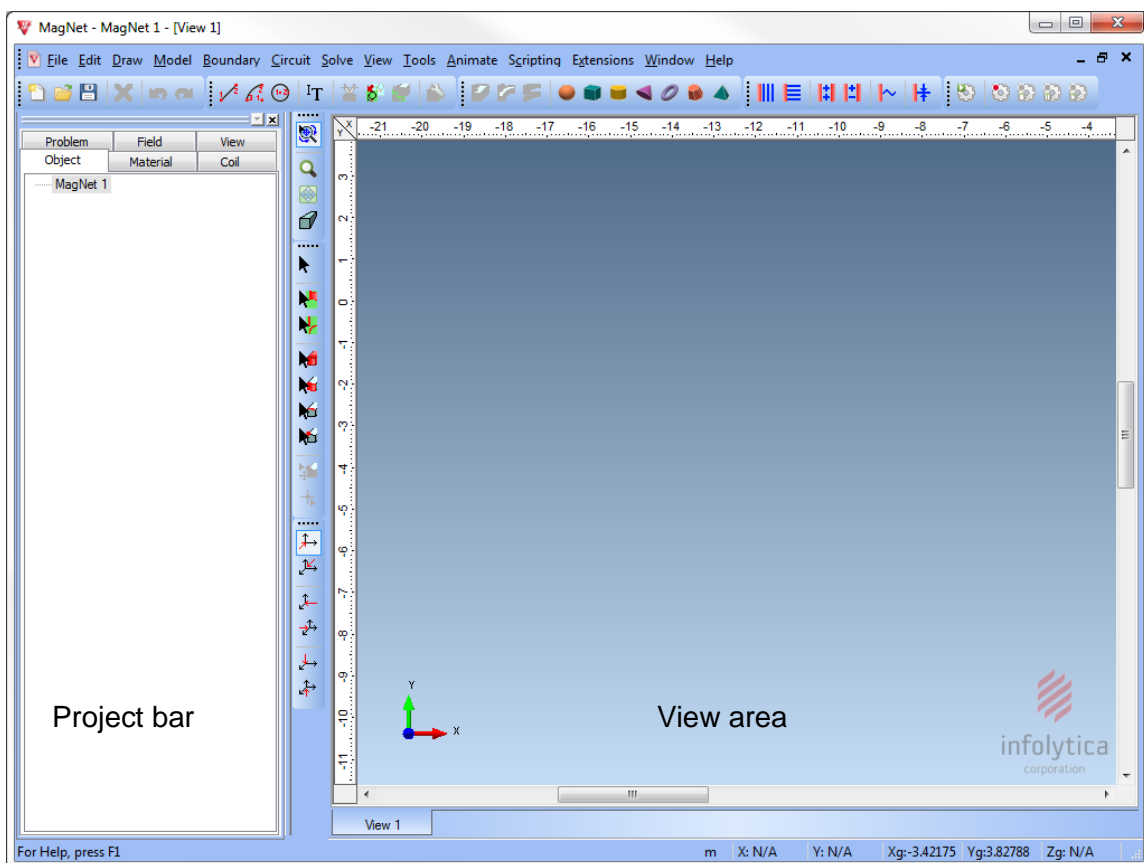 MagNet - MagNet 1 - [View 1]
File Edit Draw Model Boundary Circuit Solve View Tools Animate Scripting Extensions Window Help
Problem Field View
Object Material Coil
MagNet 1
X
Y
-21 -20 -19 -18 -17 -16 -15 -14 -13 -12 -11 -10 -9 -8 -7 -6 -5 -4
3
2
1
0
-1
-2
-3
-4
-5
-6
-7
-8
-9
-10
-11
Y
X
Project bar
View area
infolytica
corporation
View 1
For Help, press F1
m X: N/A Y: N/A Xg:-3.42175 Yg:3.82788 Zg: N/A